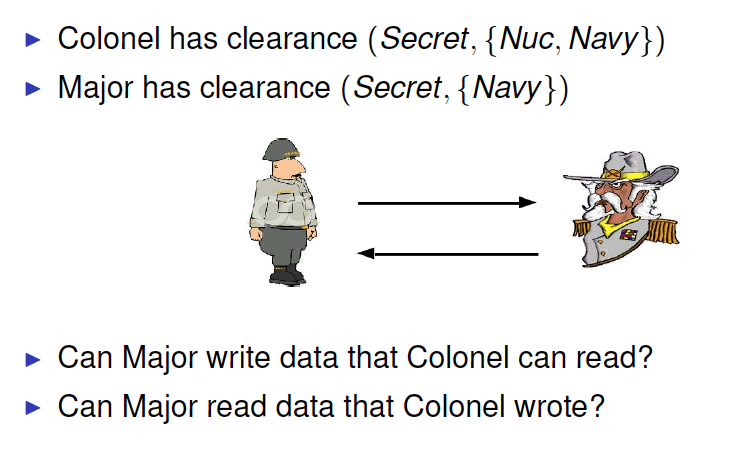 Colonel has clearance (Secret, {Nuc, Navy})
Major has clearance (Secret, {Navy})
Can Major write data that Colonel can read?
Can Major read data that Colonel wrote?